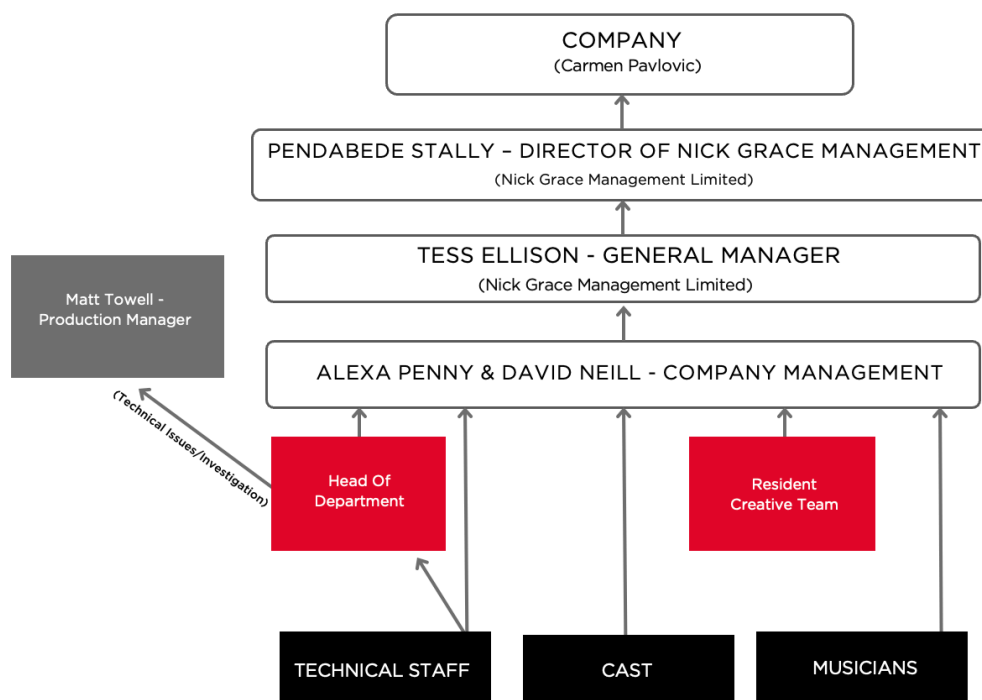 COMPANY
(Carmen Pavlovic)
PENDABEDE STALLY – DIRECTOR OF NICK GRACE MANAGEMENT
(Nick Grace Management Limited)
TESS ELLISON - GENERAL MANAGER
(Nick Grace Management Limited)
Matt Towell -
Production Manager
ALEXA PENNY & DAVID NEILL - COMPANY MANAGEMENT
(Technical Issues/Investigation)
Head Of
Department
Resident
Creative Team
TECHNICAL STAFF
CAST
MUSICIANS